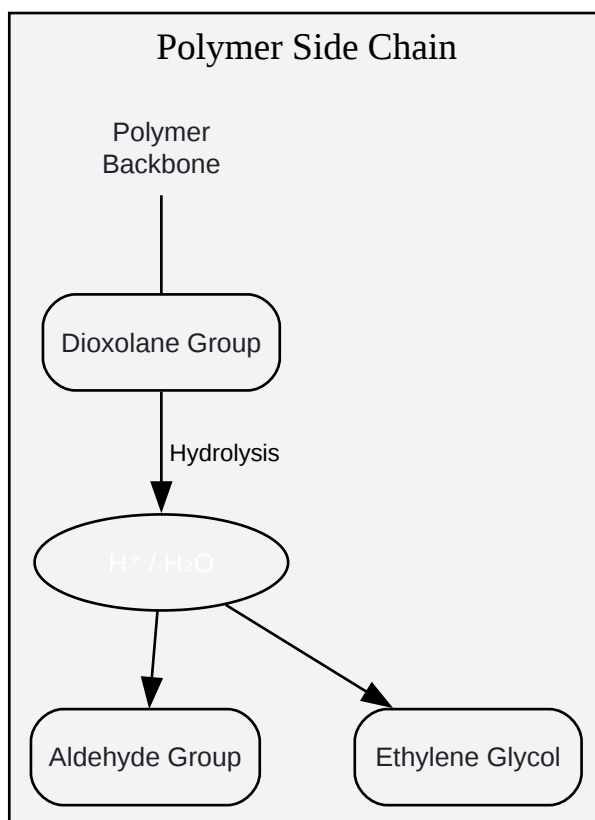 Polymer Side Chain
Polymer
Backbone
Dioxolane Group
Hydrolysis
H⁺ / H₂O
Aldehyde Group
Ethylene Glycol